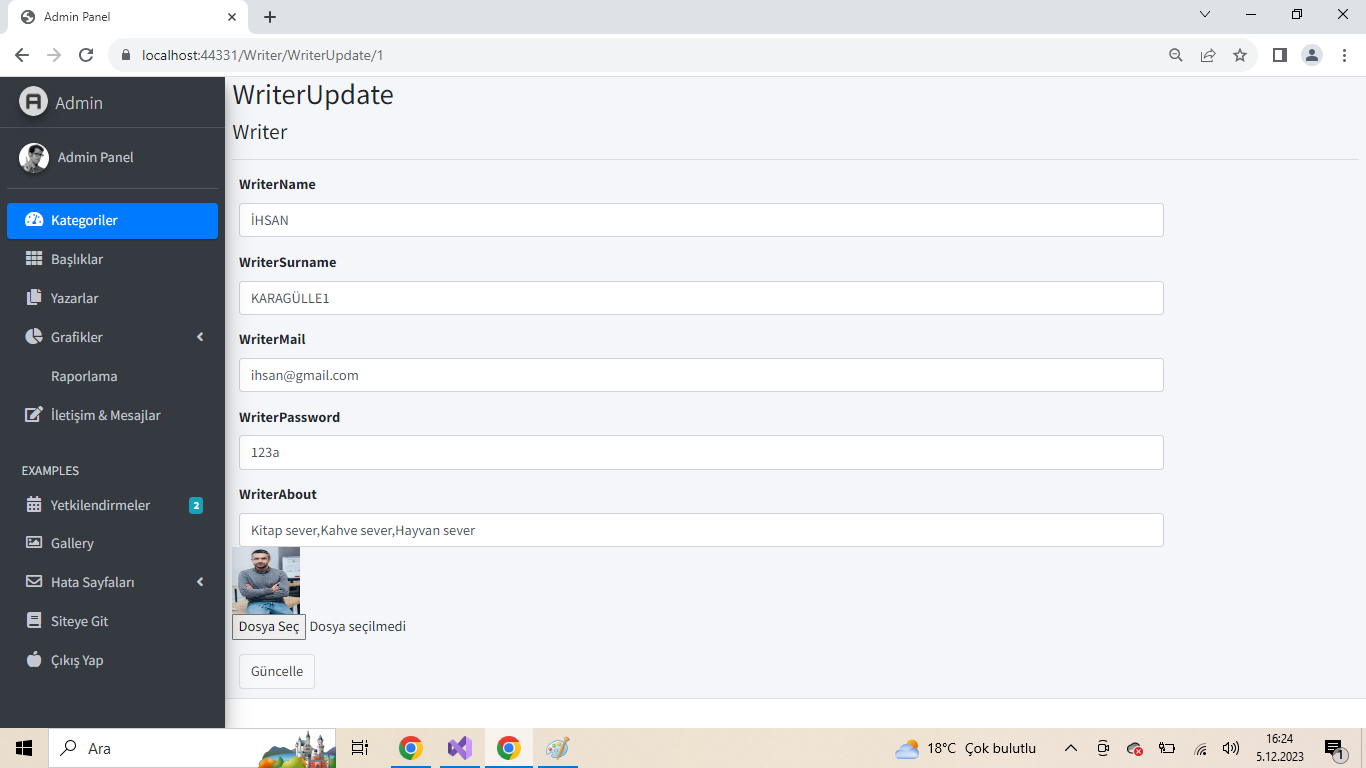 Admin Panel
localhost:44331/Writer/WriterUpdate/1
Admin
Admin Panel
Kategoriler
Başlıklar
Yazarlar
Grafikler
Raporlama
İletişim & Mesajlar
EXAMPLES
Yetkilendirmeler 2
Gallery
Hata Sayfaları
Siteye Git
Çıkış Yap
WriterUpdate
Writer
WriterName
İHSAN
WriterSurname
KARAGÜLLE1
WriterMail
ihsan@gmail.com
WriterPassword
123a
WriterAbout
Kitap sever,Kahve sever,Hayvan sever
Dosya Seç Dosya seçilmedi
Güncelle
Ara
18°C Çok bulutlu
16:24
5.12.2023
1